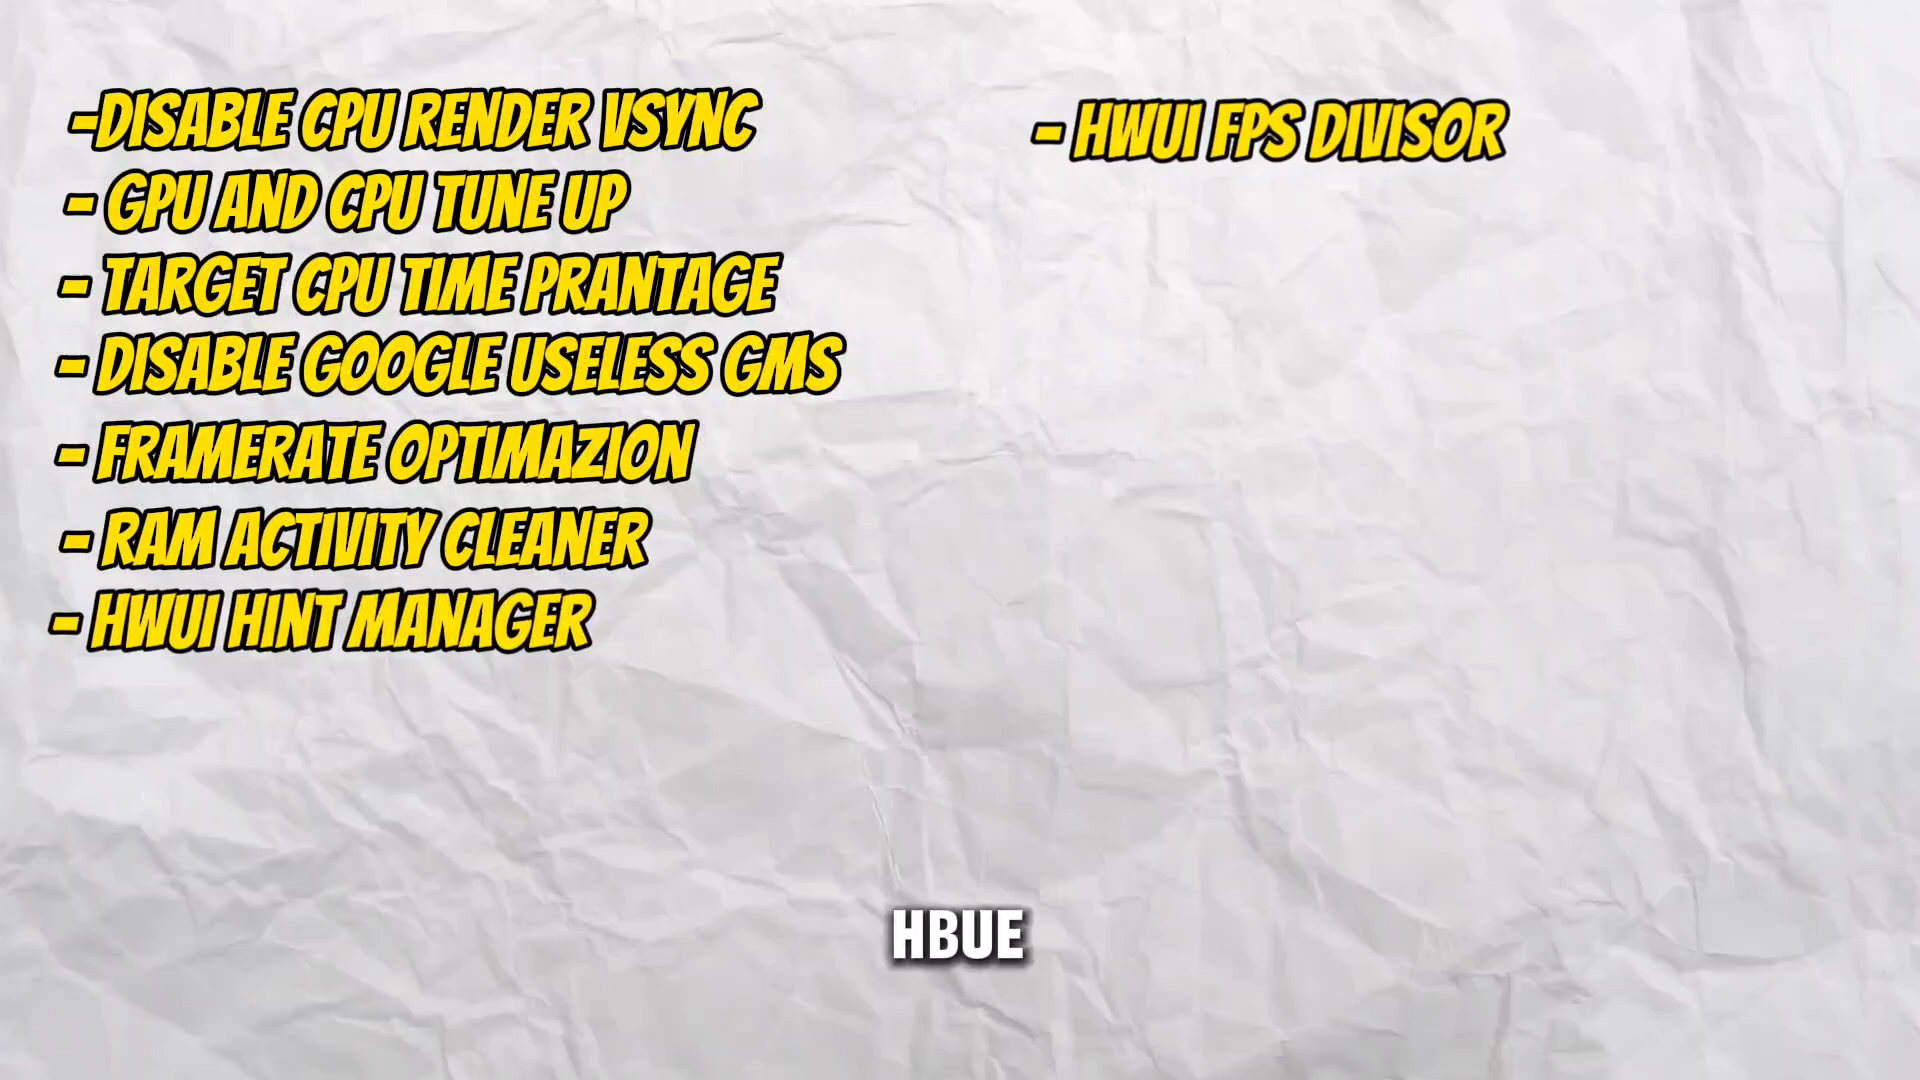 -DISABLE CPU RENDER VSYNC
- GPU AND CPU TUNE UP
- TARGET CPU TIME PRANTAGE
- DISABLE GOOGLE USELESS GMS
- FRAMERATE OPTIMAZION
- RAM ACTIVITY CLEANER
- HWUI HINT MANAGER
- HWUI FPS DIVISOR
HBUE